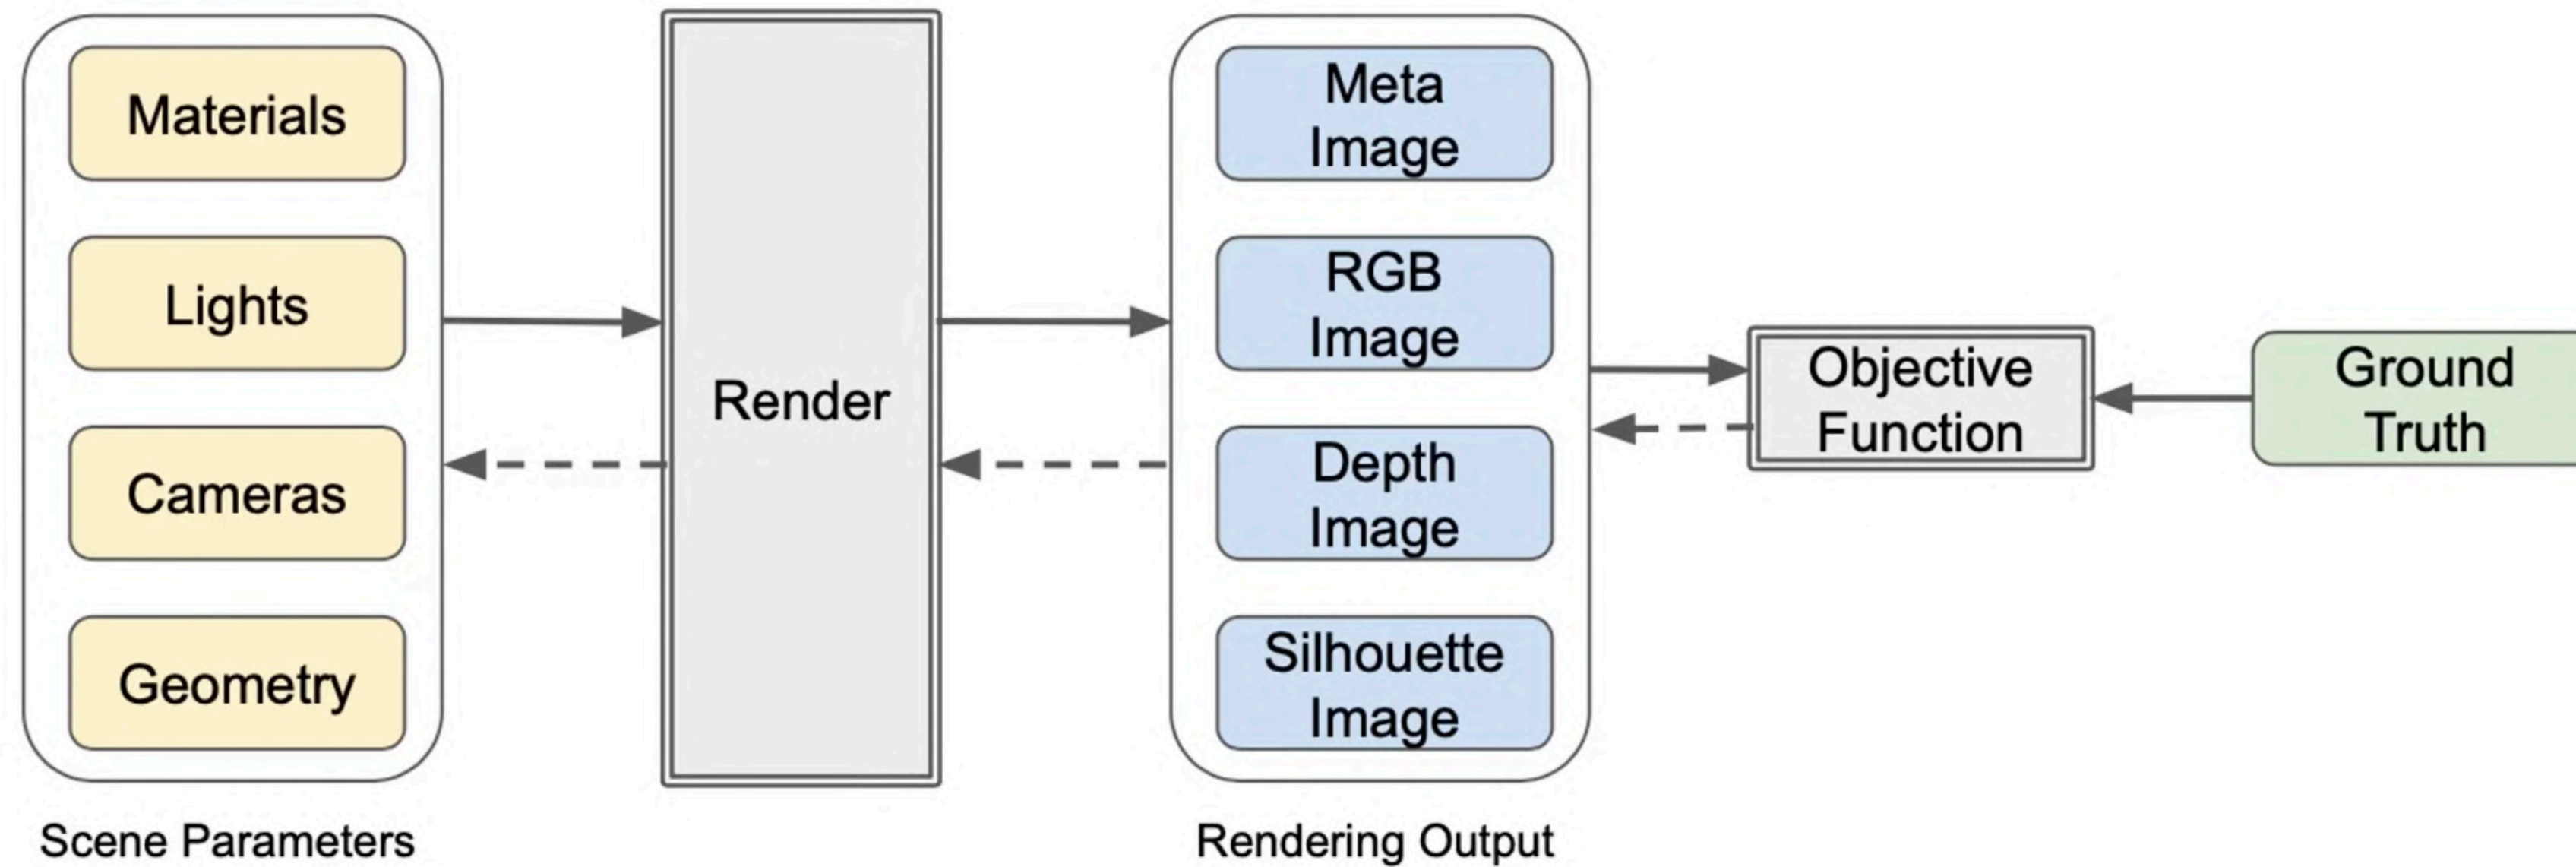 Materials
Lights
Cameras
Geometry
Scene Parameters
Render
Meta
Image
RGB
Image
Depth
Image
Silhouette
Image
Rendering Output
Objective
Function
Ground
Truth